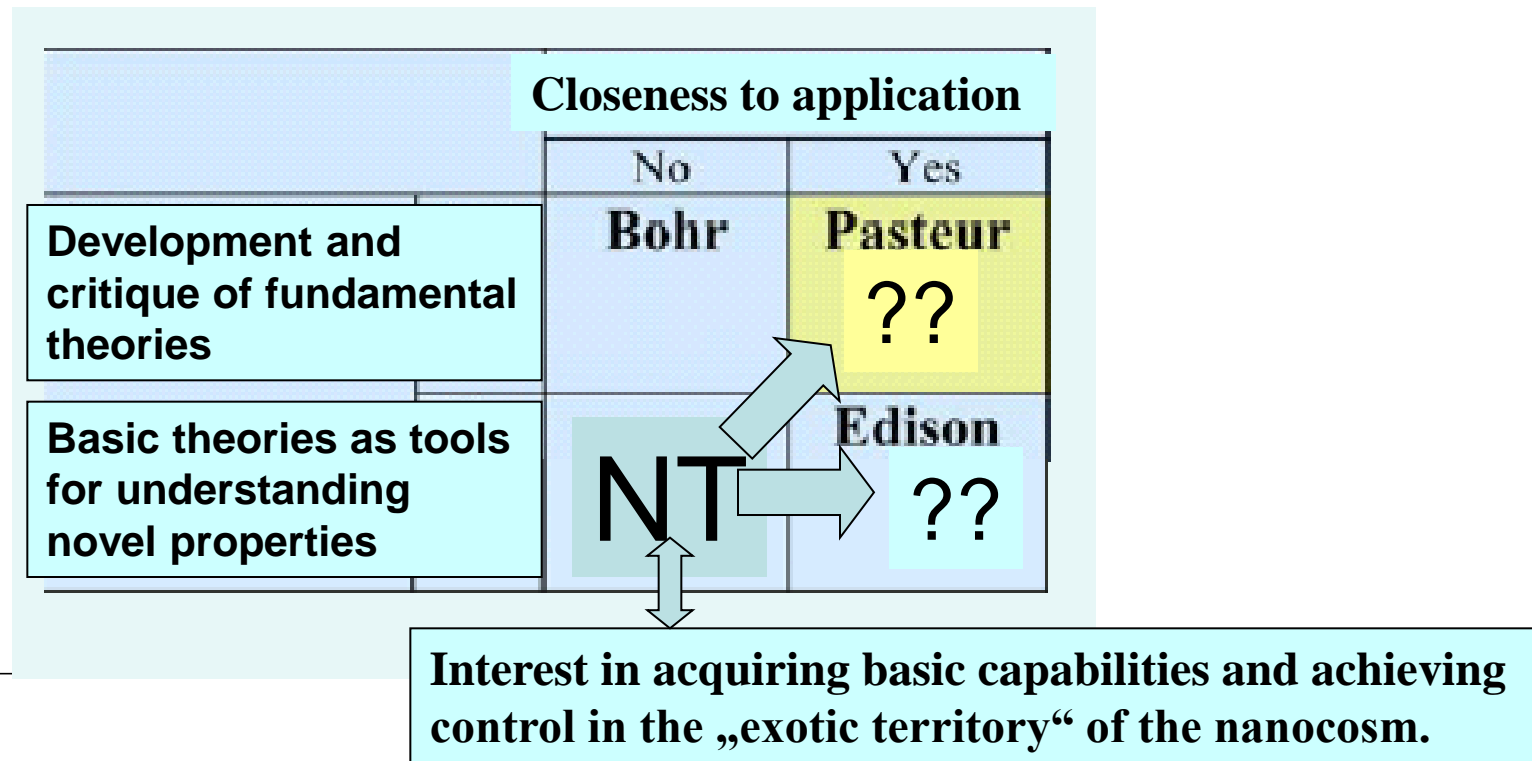 Closeness to application
No Yes
Development and
critique of fundamental
theories
Bohr Pasteur
??
Basic theories as tools
for understanding
novel properties
NT
Edison
??
Interest in acquiring basic capabilities and achieving
control in the „exotic territory“ of the nanocosm.